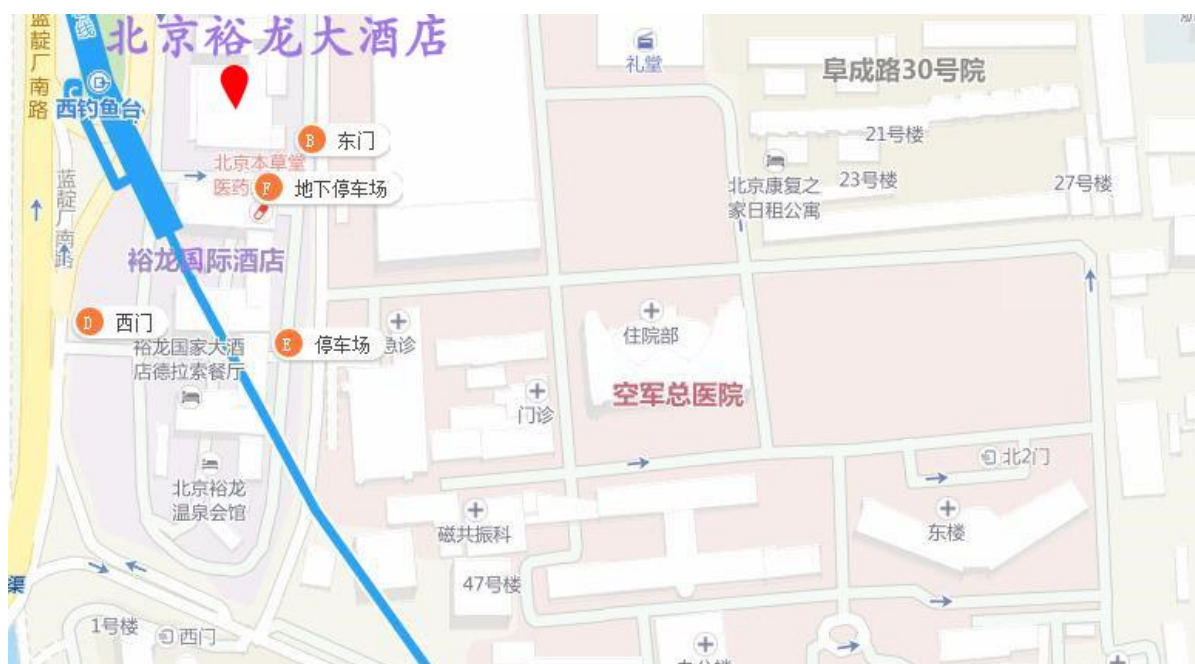 北京裕龙大酒店
蓝靛厂南路
西钓鱼台
B 东门
北京本草堂
医药
F 地下停车场
蓝靛厂南路
裕龙国际酒店
D 西门
E 停车场
急诊
裕龙国家大酒
店德拉索餐厅
北京裕龙
温泉会馆
礼堂
阜成路30号院
21号楼
北京康复之
家日租公寓
23号楼
27号楼
住院部
空军总医院
门诊
北2门
磁共振科
东楼
47号楼
渠
1号楼
西门
办公楼